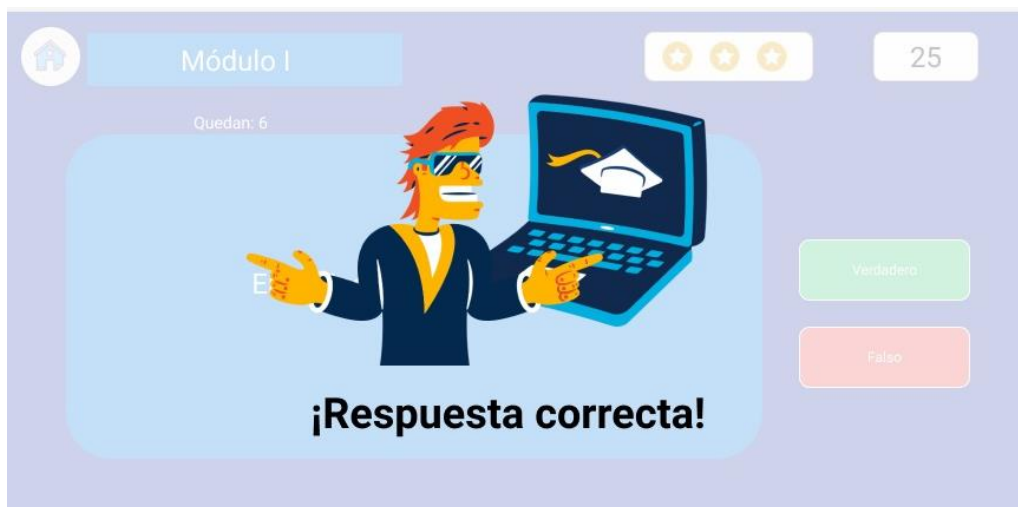 Módulo I
25
Quedan: 6
Verdadero
Falso
¡Respuesta correcta!